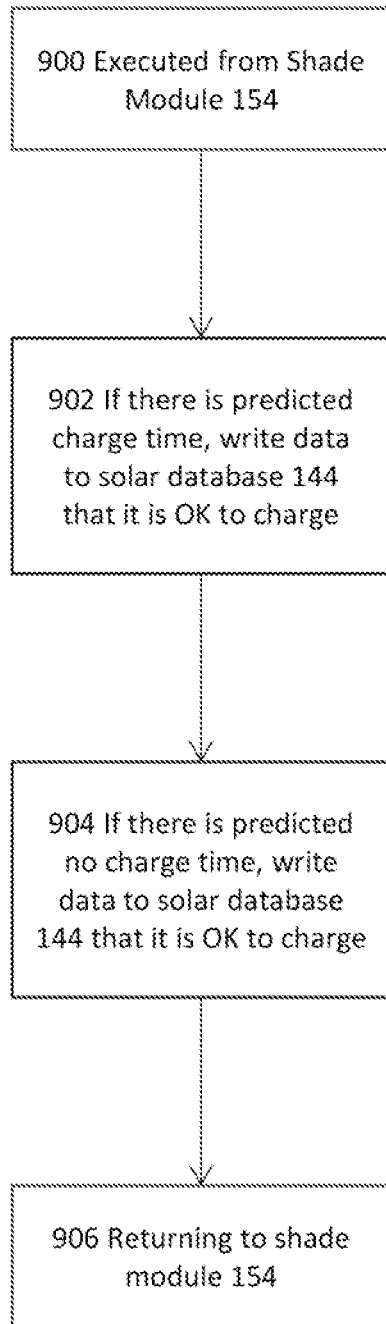 900 Executed from Shade
Module 154
902 If there is predicted
charge time, write data
to solar database 144
that it is OK to charge
904 If there is predicted
no charge time, write
data to solar database
144 that it is OK to charge
906 Returning to shade
module 154